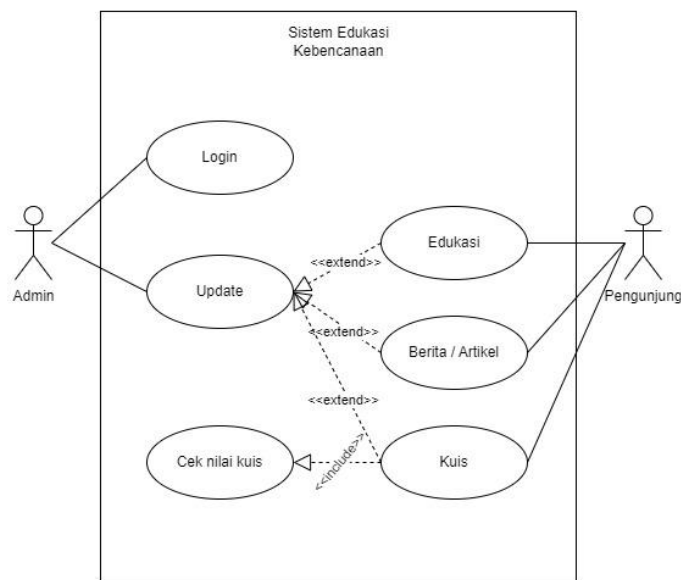 Sistem Edukasi
Kebencanaan
Login
Edukasi
<<extend>>
Admin
Update
Pengunjung
<<extend>>
Berita / Artikel
<<extend>>
Cek nilai kuis
<<include>>
Kuis